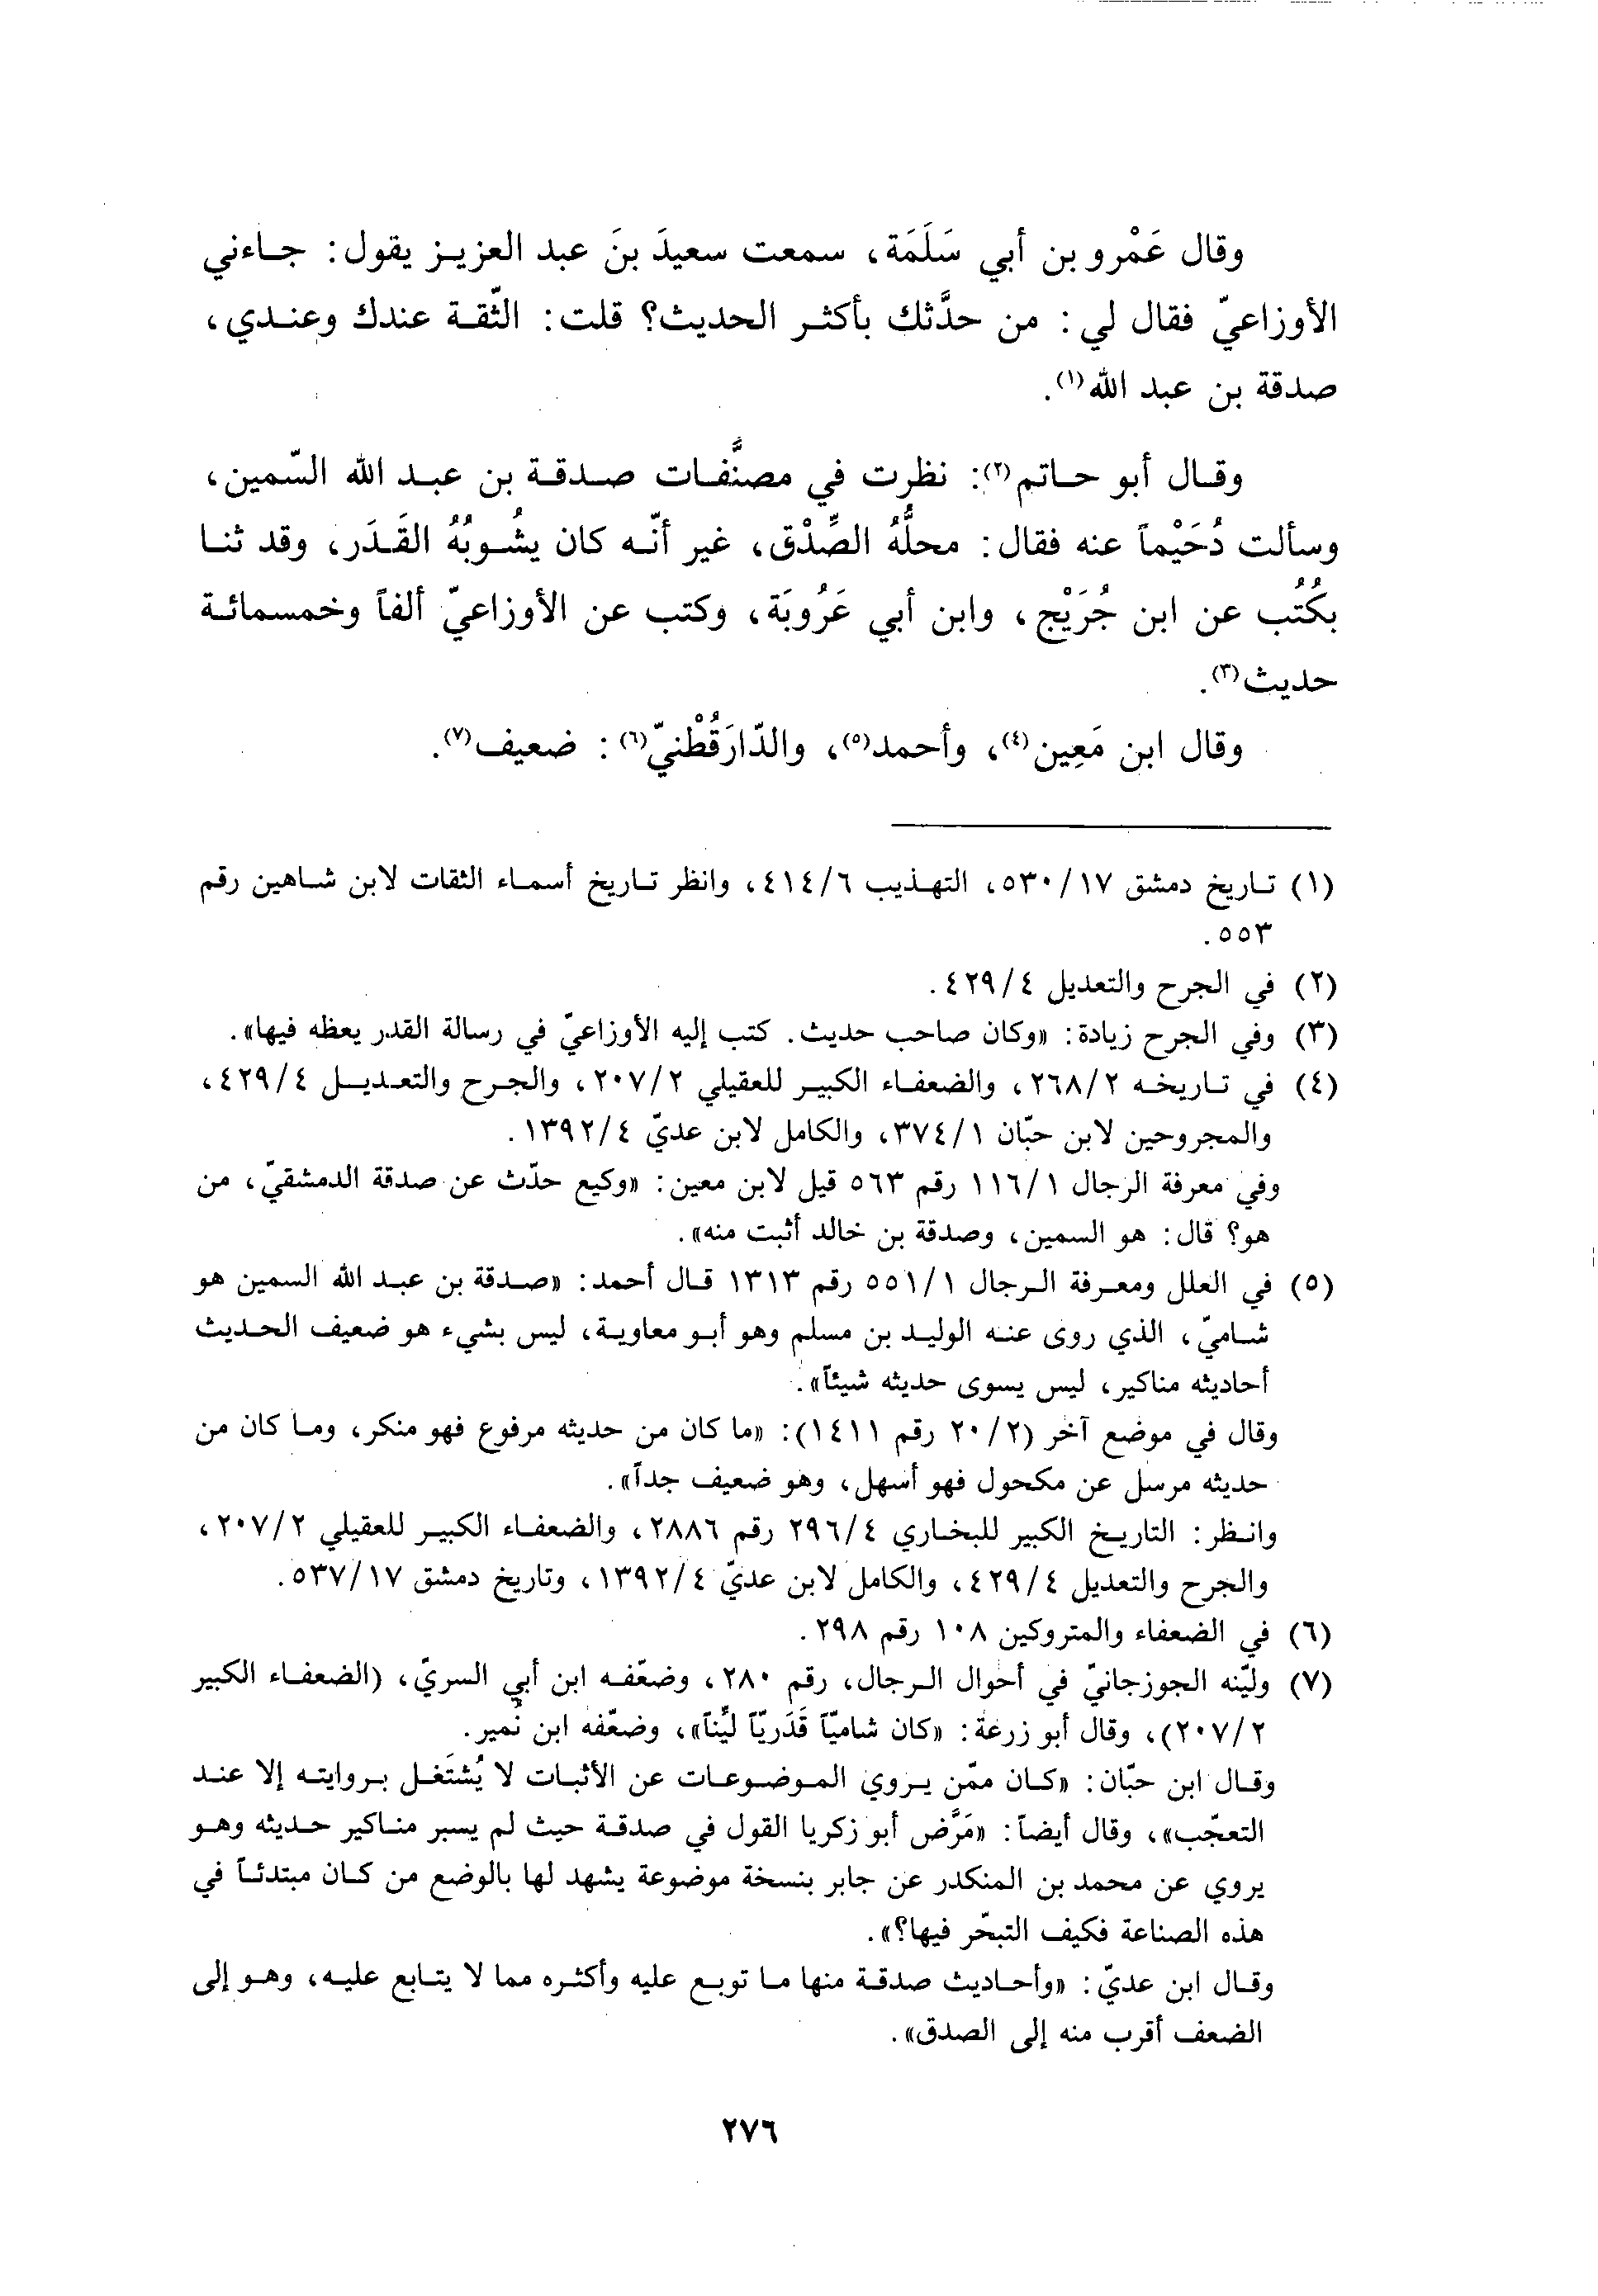 وقال عَمْرو بن أبي سَلَمَة، سمعت سعيدَ بنَ عبد العزيز يقول: جاءني
الأوزاعيّ فقال لي: من حدَّثك بأكثر الحديث؟ قلت: الثّقة عندك وعندي،
صدقة بن عبد الله(١).
وقال أبو حاتم(٢): نظرت في مصنَّفات صدقة بن عبد الله السّمين،
وسألت دُحَيْماً عنه فقال: محلُّهُ الصِّدْق، غير أنّه كان يشُوبُهُ القَدَر، وقد ثنا
بكُتُب عن ابن جُرَيْج، وابن أبي عَرُوبَة، وكتب عن الأوزاعيّ ألفاً وخمسمائة
حديث(٣).
وقال ابن مَعِين(٤)، وأحمد(٥)، والدّارَقُطْنيّ(٦): ضعيف(٧).
(١) تاريخ دمشق ١٧/٥٣٠، التهذيب ٦/٤١٤، وانظر تاريخ أسماء الثقات لابن شاهين رقم
٥٥٣.
(٢) في الجرح والتعديل ٤/٤٢٩.
(٣) وفي الجرح زيادة: «وكان صاحب حديث. كتب إليه الأوزاعيّ في رسالة القدر يعظه فيها».
(٤) في تاريخه ٢/٢٦٨، والضعفاء الكبير للعقيلي ٢/٢٠٧، والجرح والتعديل ٤/٤٢٩،
والمجروحين لابن حبّان ١/٣٧٤، والكامل لابن عديّ ٤/١٣٩٢.
وفي معرفة الرجال ١/١١٦ رقم ٥٦٣ قيل لابن معين: «وكيع حدّث عن صدقة الدمشقيّ، من
هو؟ قال: هو السمين، وصدقة بن خالد أثبت منه».
(٥) في العلل ومعرفة الرجال ١/٥٥١ رقم ١٣١٣ قال أحمد: «صدقة بن عبد الله السمين هو
شاميّ، الذي روى عنه الوليد بن مسلم وهو أبو معاوية، ليس بشيء هو ضعيف الحديث
أحاديثه مناكير، ليس يسوى حديثه شيئاً».
وقال في موضع آخر (٢/٢٠ رقم ١٤١١): «ما كان من حديثه مرفوع فهو منكر، وما كان من
حديثه مرسل عن مكحول فهو أسهل، وهو ضعيف جداً».
وانظر: التاريخ الكبير للبخاري ٤/٢٩٦ رقم ٢٨٨٦، والضعفاء الكبير للعقيلي ٢/٢٠٧،
والجرح والتعديل ٤/٤٢٩، والكامل لابن عديّ ٤/١٣٩٢، وتاريخ دمشق ١٧/٥٣٧.
(٦) في الضعفاء والمتروكين ١٠٨ رقم ٢٩٨.
(٧) وليّنه الجوزجانيّ في أحوال الرجال، رقم ٢٨٠، وضعّفه ابن أبي السريّ، (الضعفاء الكبير
٢/٢٠٧)، وقال أبو زرعة: «كان شاميّاً قَدَريّاً ليِّناً»، وضعّفه ابن نُمير.
وقال ابن حبّان: «كان ممّن يروي الموضوعات عن الأثبات لا يُشتَغل بروايته إلا عند
التعجّب»، وقال أيضاً: «مَرَّض أبو زكريا القول في صدقة حيث لم يسبر مناكير حديثه وهو
يروي عن محمد بن المنكدر عن جابر بنسخة موضوعة يشهد لها بالوضع من كان مبتدئاً في
هذه الصناعة فكيف التبحّر فيها؟».
وقال ابن عديّ: «وأحاديث صدقة منها ما توبع عليه وأكثره مما لا يتابع عليه، وهو إلى
الضعف أقرب منه إلى الصدق».
٢٧٦